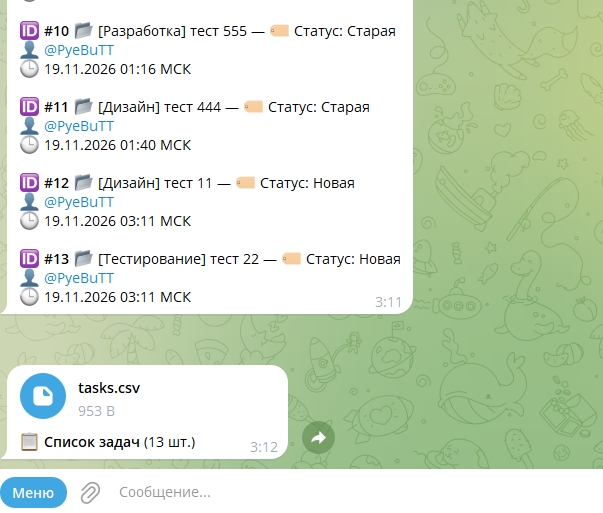 #10 [Разработка] тест 555 — Статус: Старая
@PyeBuTT
19.11.2026 01:16 МСК
#11 [Дизайн] тест 444 — Статус: Старая
@PyeBuTT
19.11.2026 01:40 МСК
#12 [Дизайн] тест 11 — Статус: Новая
@PyeBuTT
19.11.2026 03:11 МСК
#13 [Тестирование] тест 22 — Статус: Новая
@PyeBuTT
19.11.2026 03:11 МСК
3:11
tasks.csv
953 B
Список задач (13 шт.)
3:12
Меню
Сообщение...